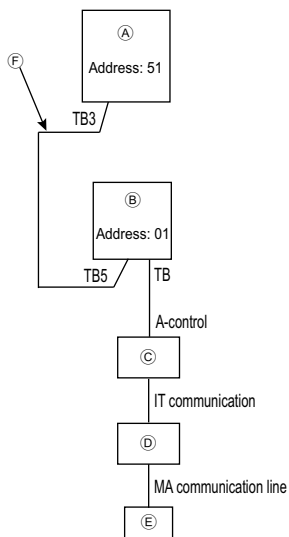 Ⓐ
Address: 51
Ⓕ
TB3
Ⓑ
Address: 01
TB5
TB
A-control
Ⓒ
IT communication
Ⓓ
MA communication line
Ⓔ